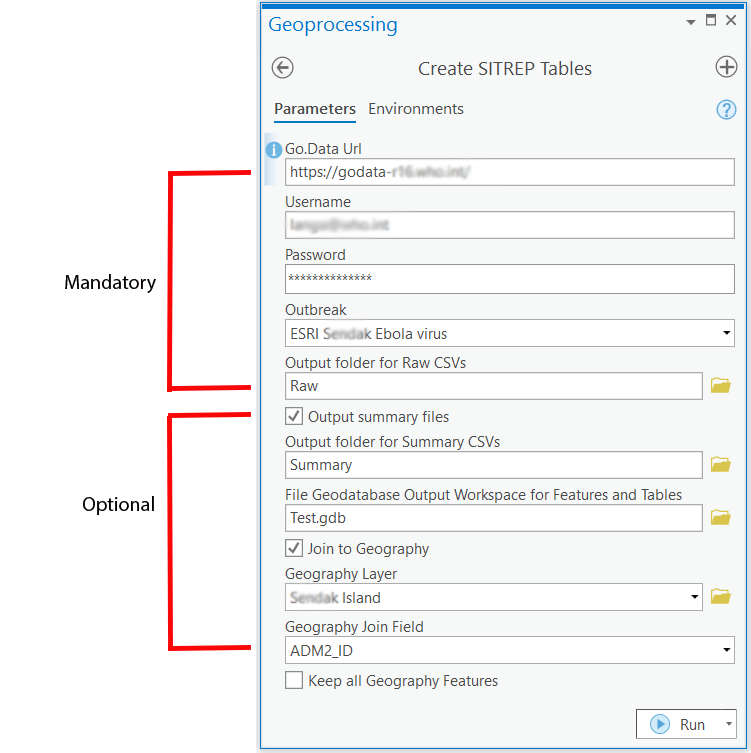 Geoprocessing
Create SITREP Tables
Parameters Environments
Go.Data Url
https://godata-r16.who.int/
Username
Password
**************
Outbreak
ESRI Sendak Ebola virus
Output folder for Raw CSVs
Raw
Output summary files
Output folder for Summary CSVs
Summary
File Geodatabase Output Workspace for Features and Tables
Test.gdb
Join to Geography
Geography Layer
Sendak Island
Geography Join Field
ADM2_ID
Keep all Geography Features
Run
Mandatory
Optional